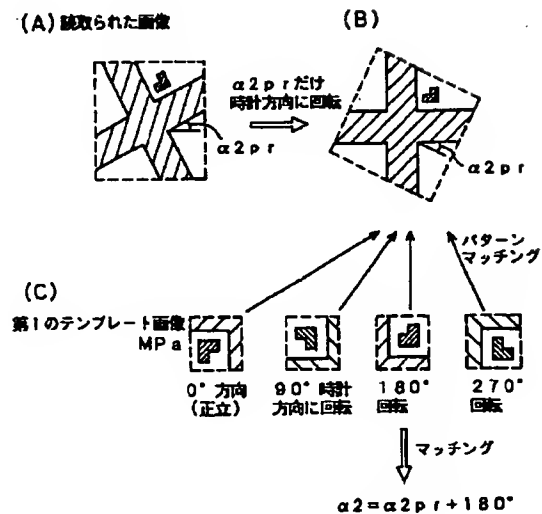 (A) 読取られた画像
(B)
α2prだけ
時計方向に回転
α2pr
α2pr
パターン
マッチング
(C)
第1のテンプレート画像
MPa
0°方向
(正立)
90°時計
方向に回転
180°
回転
270°
回転
マッチング
α2=α2pr+180°